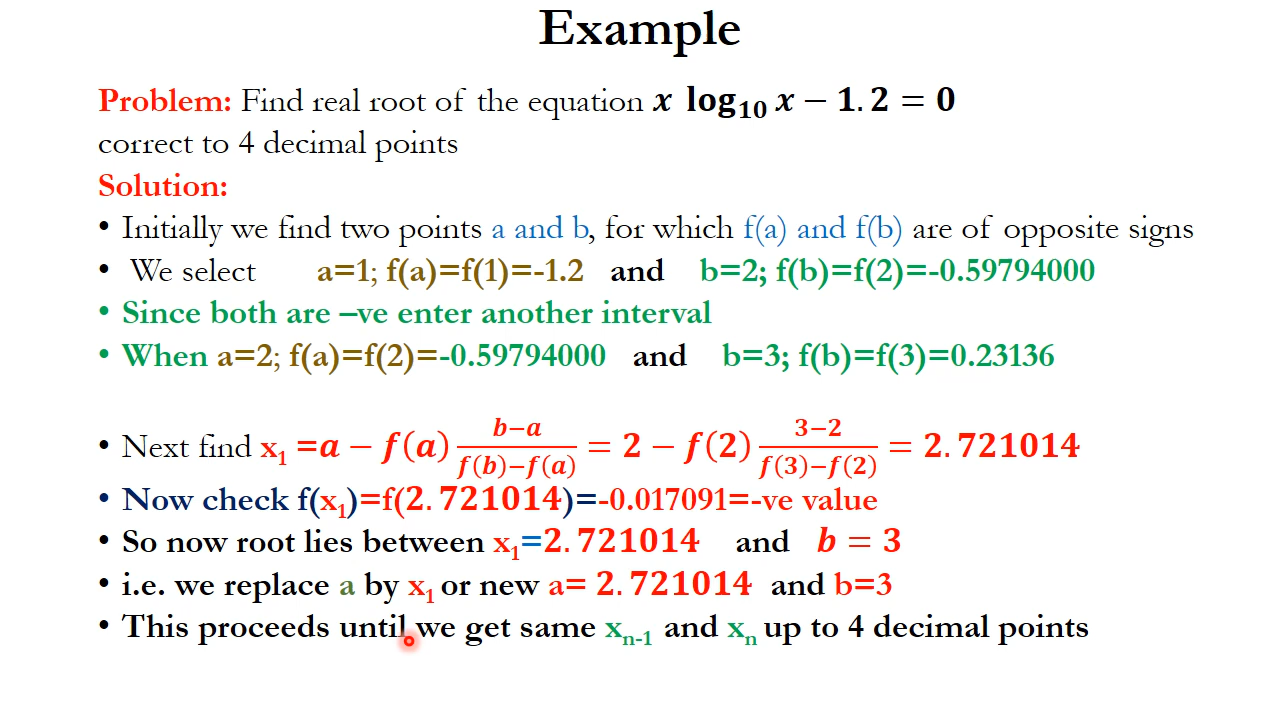 Example
Problem: Find real root of the equation x log₁₀ x − 1.2 = 0
correct to 4 decimal points
Solution:
• Initially we find two points a and b, for which f(a) and f(b) are of opposite signs
• We select a=1; f(a)=f(1)=-1.2 and b=2; f(b)=f(2)=-0.59794000
• Since both are –ve enter another interval
• When a=2; f(a)=f(2)=-0.59794000 and b=3; f(b)=f(3)=0.23136
• Next find x₁ =a − f(a) (b−a)/(f(b)−f(a)) = 2 − f(2) (3−2)/(f(3)−f(2)) = 2.721014
• Now check f(x₁)=f(2.721014)=-0.017091=-ve value
• So now root lies between x₁=2.721014 and b = 3
• i.e. we replace a by x₁ or new a= 2.721014 and b=3
• This proceeds until we get same xₙ₋₁ and xₙ up to 4 decimal points